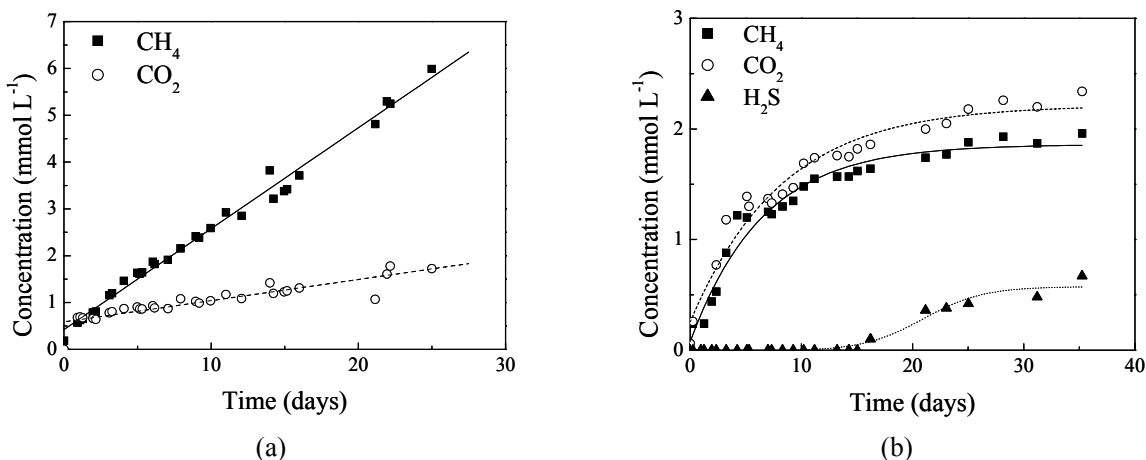 7
6
5
4
3
2
1
0
0
10
20
30
Concentration (mmol L⁻¹)
Time (days)
CH₄
CO₂
(a)
3
2
1
0
0
10
20
30
40
Concentration (mmol L⁻¹)
Time (days)
CH₄
CO₂
H₂S
(b)